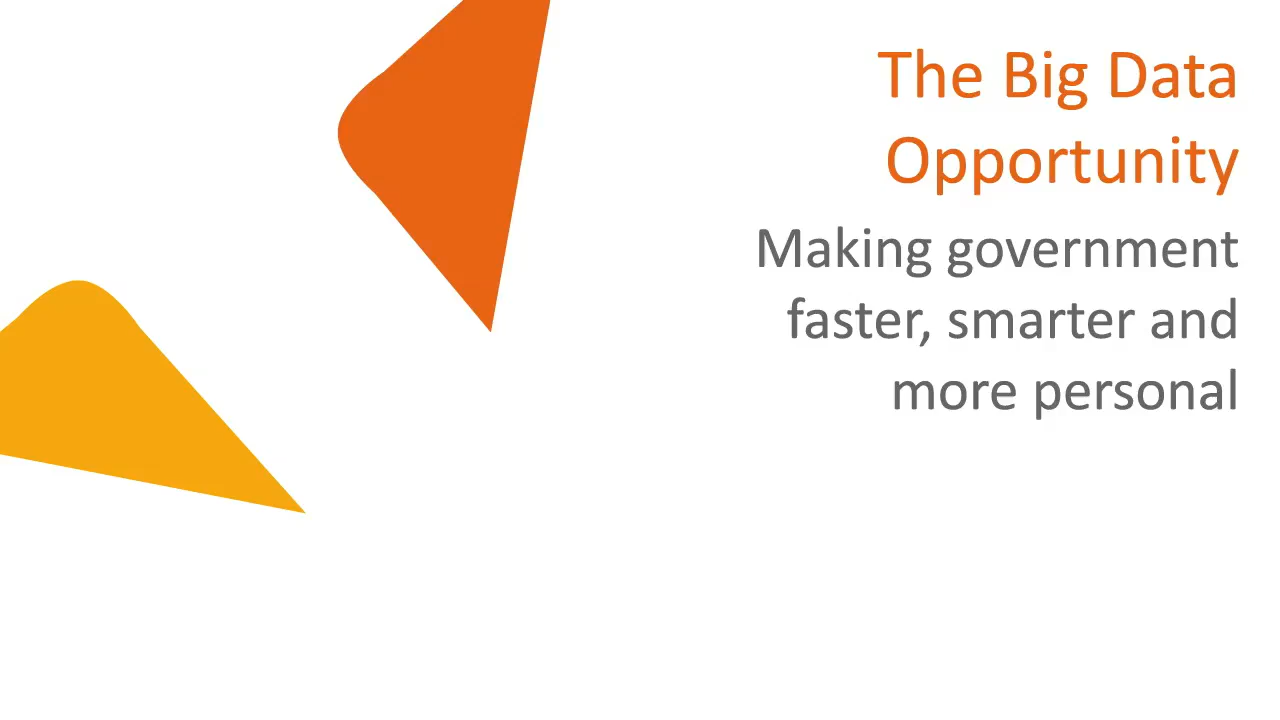 The Big Data
Opportunity
Making government
faster, smarter and
more personal